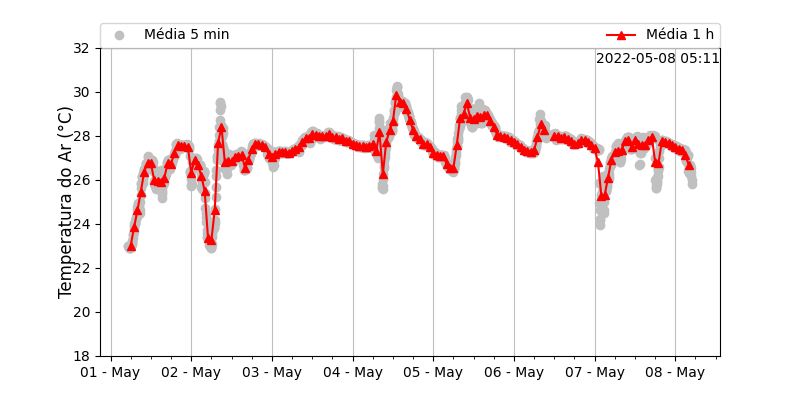 Média 5 min
Média 1 h
2022-05-08 05:11
Temperatura do Ar (°C)
32
30
28
26
24
22
20
18
01 - May
02 - May
03 - May
04 - May
05 - May
06 - May
07 - May
08 - May